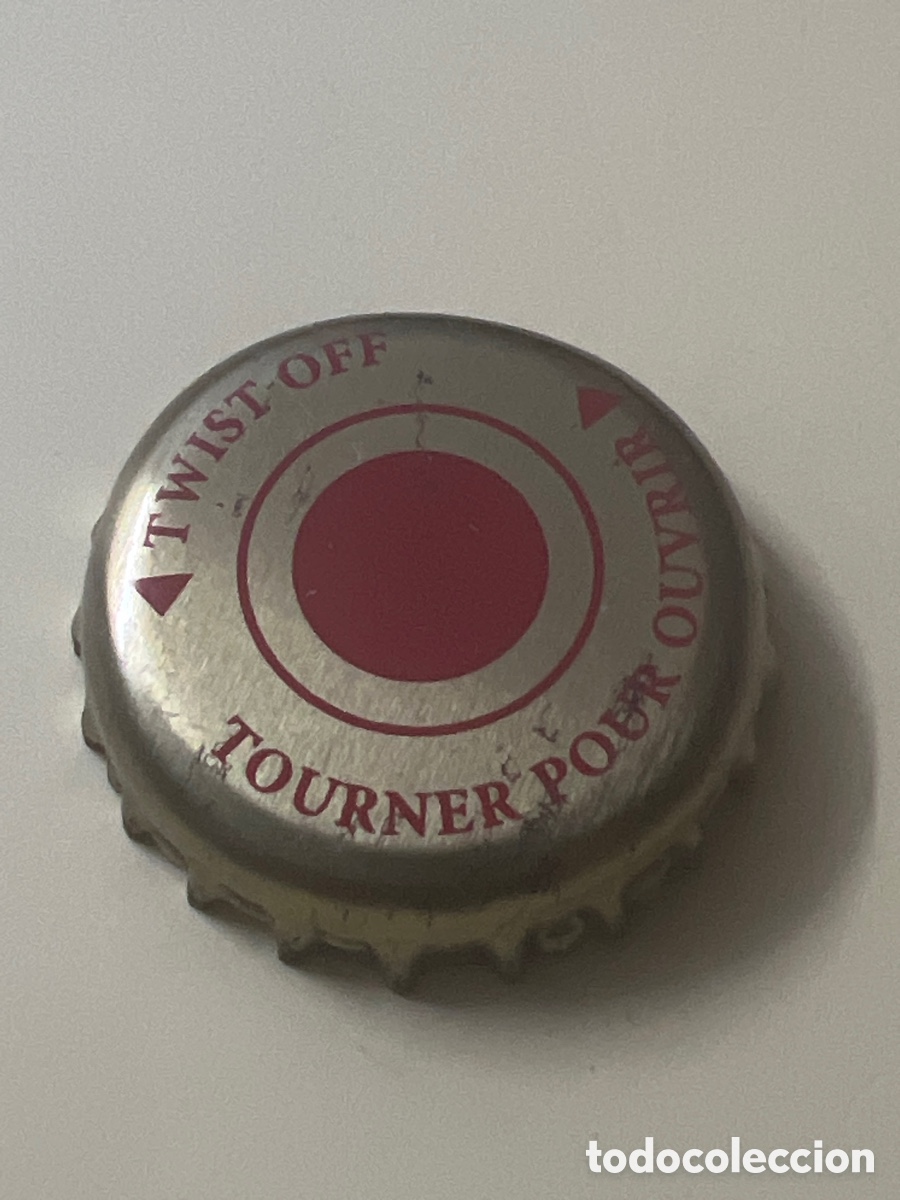 TWIST-OFF
TOURNER POUR OUVRIR
todocoleccion